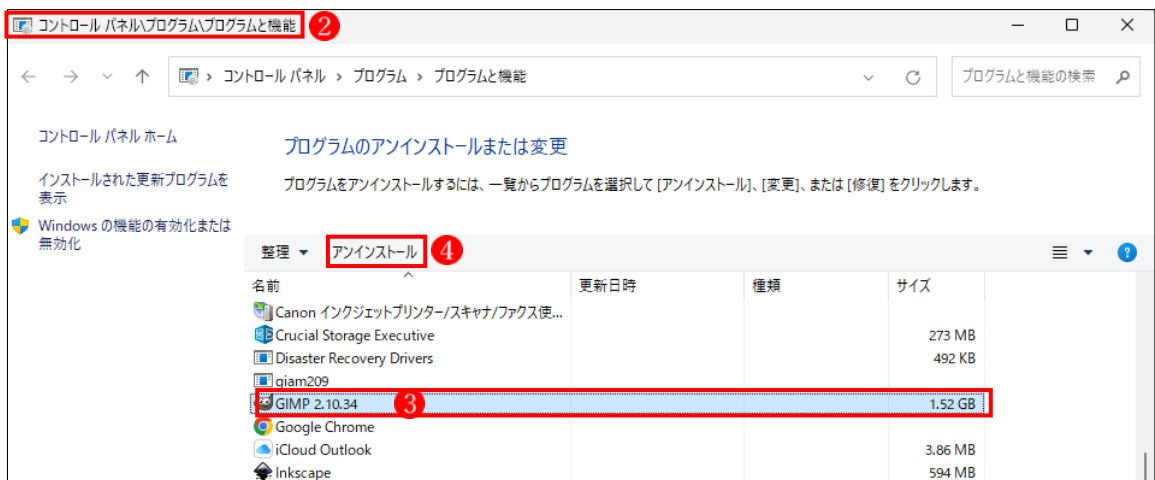 コントロール パネル\プログラム\プログラムと機能 2
コントロール パネル > プログラム > プログラムと機能
プログラムと機能の検索
コントロール パネル ホーム
インストールされた更新プログラムを
表示
Windows の機能の有効化または
無効化
プログラムのアンインストールまたは変更
プログラムをアンインストールするには、一覧からプログラムを選択して [アンインストール]、[変更]、または [修復] をクリックします。
整理 アンインストール 4 ?
名前 更新日時 種類 サイズ
Canon インクジェットプリンター/スキャナ/ファクス使...
Crucial Storage Executive 273 MB
Disaster Recovery Drivers 492 KB
giam209
GIMP 2.10.34 3 1.52 GB
Google Chrome
iCloud Outlook 3.86 MB
Inkscape 594 MB